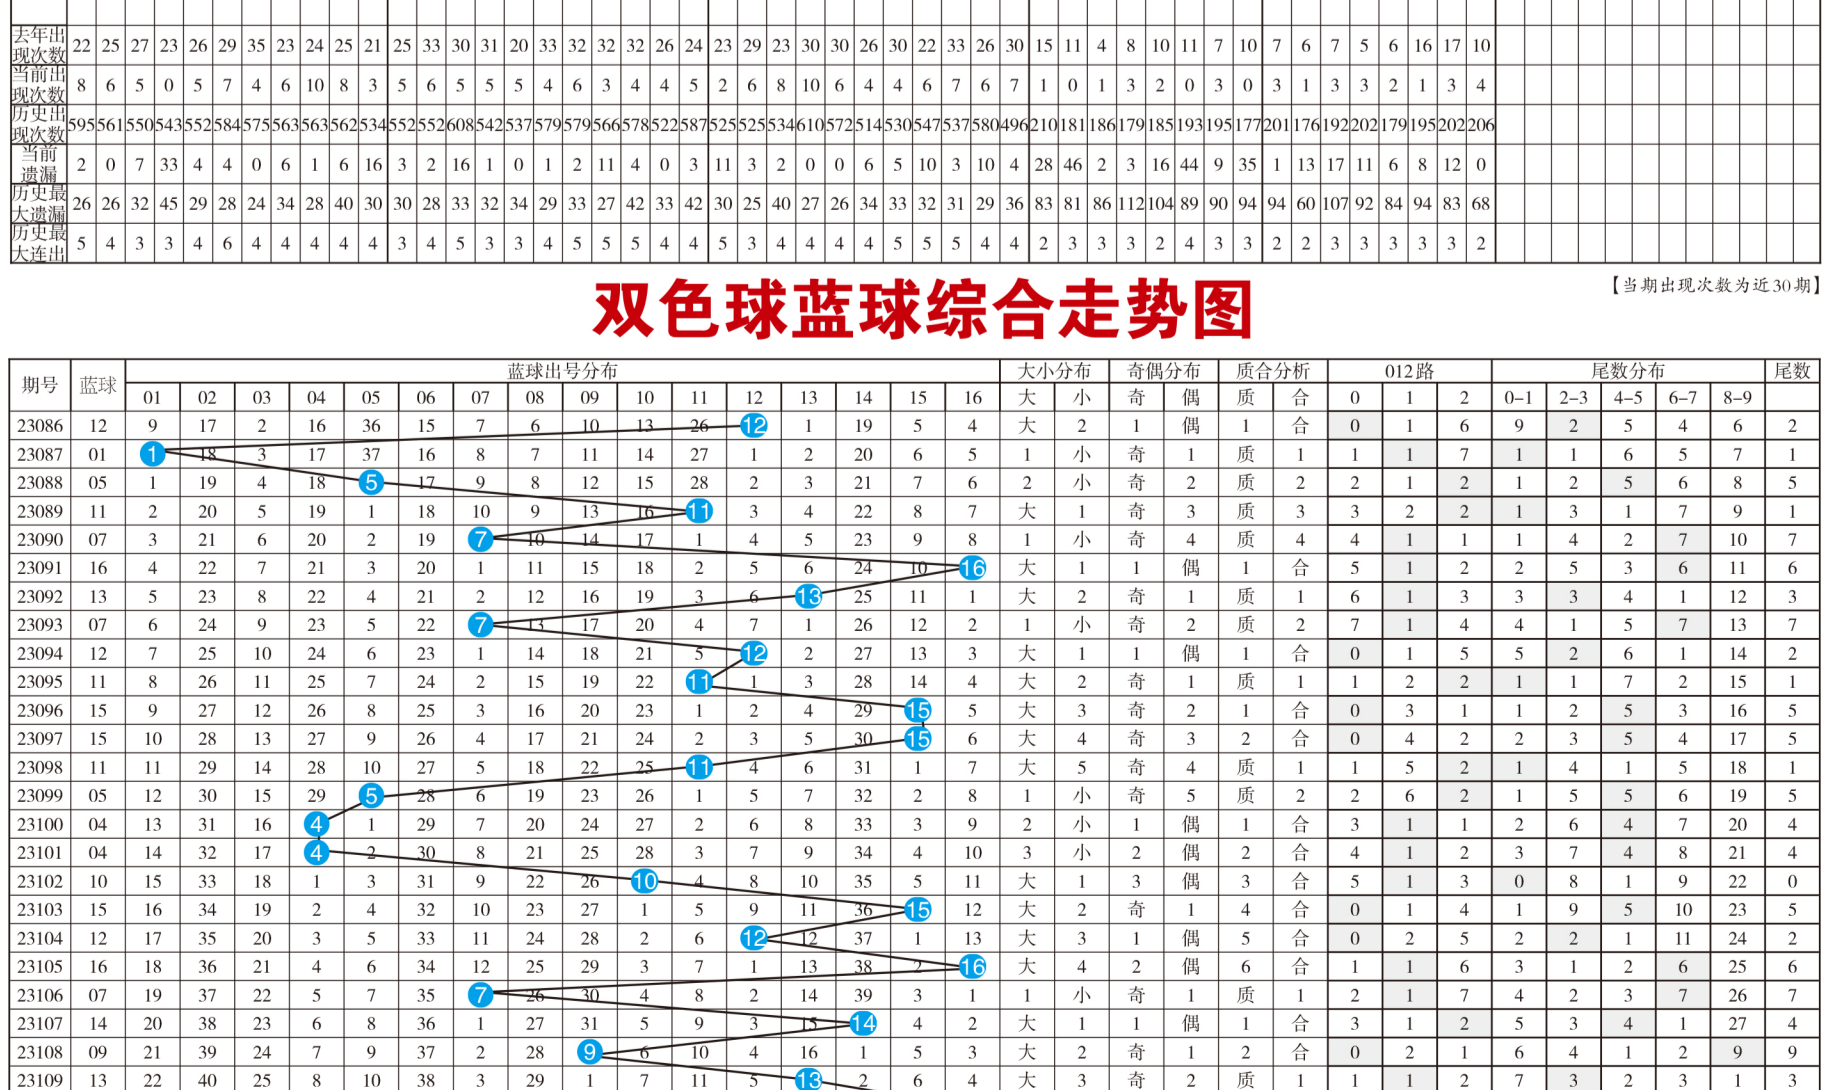 去年出现次数 22 25 27 23 26 29 35 23 24 25 21 25 33 30 31 20 33 32 32 32 26 24 23 29 23 30 30 26 30 22 33 26 30 15 11 4 8 10 11 7 10 7 6 7 5 6 16 17 10
当前出现次数 8 6 5 0 5 7 4 6 10 8 3 5 6 5 5 5 4 6 3 4 4 5 2 6 8 10 6 4 4 6 7 6 7 1 0 1 3 2 0 3 0 3 1 3 3 2 1 3 4
历史出现次数 595 561 550 543 552 584 575 563 563 562 534 552 552 608 542 537 579 579 566 578 522 587 525 525 534 610 572 514 530 547 537 580 496 210 181 186 179 185 193 195 177 201 176 192 202 179 195 202 206
当前遗漏 2 0 7 33 4 4 0 6 1 6 16 3 2 16 1 0 1 2 11 4 0 3 11 3 2 0 0 6 5 10 3 10 4 28 46 2 3 16 44 9 35 1 13 17 11 6 8 12 0
历史最大遗漏 26 26 32 45 29 28 24 34 28 40 30 30 28 33 32 34 29 33 27 42 33 42 30 25 40 27 26 34 33 32 31 29 36 83 81 86 112 104 89 90 94 94 60 107 92 84 94 83 68
历史最大连出 5 4 3 3 4 6 4 4 4 4 4 3 4 5 3 3 4 5 5 5 4 4 5 3 4 4 4 4 5 5 5 4 4 2 3 3 3 2 4 3 3 2 2 3 3 3 3 3 2
双色球蓝球综合走势图
【当期出现次数为近30期】
期号 蓝球 蓝球出号分布 大小分布 奇偶分布 质合分析 012路 尾数分布 尾数
01 02 03 04 05 06 07 08 09 10 11 12 13 14 15 16 大 小 奇 偶 质 合 0 1 2 0-1 2-3 4-5 6-7 8-9
23086 12 9 17 2 16 36 15 7 6 10 13 26 12 1 19 5 4 大 2 1 偶 1 合 0 1 6 9 2 5 4 6 2
23087 01 1 18 3 17 37 16 8 7 11 14 27 1 2 20 6 5 1 小 奇 1 质 1 1 1 7 1 1 6 5 7 1
23088 05 1 19 4 18 5 17 9 8 12 15 28 2 3 21 7 6 2 小 奇 2 质 2 2 1 2 1 2 5 6 8 5
23089 11 2 20 5 19 1 18 10 9 13 16 11 3 4 22 8 7 大 1 奇 3 质 3 3 2 2 1 3 1 7 9 1
23090 07 3 21 6 20 2 19 7 10 14 17 1 4 5 23 9 8 1 小 奇 4 质 4 4 1 1 1 4 2 7 10 7
23091 16 4 22 7 21 3 20 1 11 15 18 2 5 6 24 10 16 大 1 1 偶 1 合 5 1 2 2 5 3 6 11 6
23092 13 5 23 8 22 4 21 2 12 16 19 3 6 13 25 11 1 大 2 奇 1 质 1 6 1 3 3 3 4 1 12 3
23093 07 6 24 9 23 5 22 7 13 17 20 4 7 1 26 12 2 1 小 奇 2 质 2 7 1 4 4 1 5 7 13 7
23094 12 7 25 10 24 6 23 1 14 18 21 5 12 2 27 13 3 大 1 1 偶 1 合 0 1 5 5 2 6 1 14 2
23095 11 8 26 11 25 7 24 2 15 19 22 11 1 3 28 14 4 大 2 奇 1 质 1 1 2 2 1 1 7 2 15 1
23096 15 9 27 12 26 8 25 3 16 20 23 1 2 4 29 15 5 大 3 奇 2 1 合 0 3 1 1 2 5 3 16 5
23097 15 10 28 13 27 9 26 4 17 21 24 2 3 5 30 15 6 大 4 奇 3 2 合 0 4 2 2 3 5 4 17 5
23098 11 11 29 14 28 10 27 5 18 22 25 11 4 6 31 1 7 大 5 奇 4 质 1 1 5 2 1 4 1 5 18 1
23099 05 12 30 15 29 5 28 6 19 23 26 1 5 7 32 2 8 1 小 奇 5 质 2 2 6 2 1 5 5 6 19 5
23100 04 13 31 16 4 1 29 7 20 24 27 2 6 8 33 3 9 2 小 1 偶 1 合 3 1 1 2 6 4 7 20 4
23101 04 14 32 17 4 2 30 8 21 25 28 3 7 9 34 4 10 3 小 2 偶 2 合 4 1 2 3 7 4 8 21 4
23102 10 15 33 18 1 3 31 9 22 26 10 4 8 10 35 5 11 大 1 3 偶 3 合 5 1 3 0 8 1 9 22 0
23103 15 16 34 19 2 4 32 10 23 27 1 5 9 11 36 15 12 大 2 奇 1 4 合 0 1 4 1 9 5 10 23 5
23104 12 17 35 20 3 5 33 11 24 28 2 6 12 12 37 1 13 大 3 1 偶 5 合 0 2 5 2 2 1 11 24 2
23105 16 18 36 21 4 6 34 12 25 29 3 7 1 13 38 2 16 大 4 2 偶 6 合 1 1 6 3 1 2 6 25 6
23106 07 19 37 22 5 7 35 7 26 30 4 8 2 14 39 3 1 1 小 奇 1 质 1 2 1 7 4 2 3 7 26 7
23107 14 20 38 23 6 8 36 1 27 31 5 9 3 15 14 4 2 大 1 1 偶 1 合 3 1 2 5 3 4 1 27 4
23108 09 21 39 24 7 9 37 2 28 9 6 10 4 16 1 5 3 大 2 奇 1 2 合 0 2 1 6 4 1 2 9 9
23109 13 22 40 25 8 10 38 3 29 1 7 11 5 13 2 6 4 大 3 奇 2 质 1 1 1 2 7 3 2 3 1 3